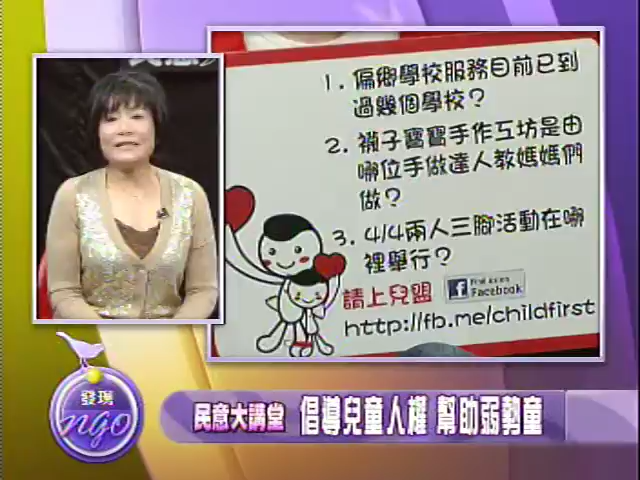 1. 偏鄉學校服務目前已到
過幾個學校？
2. 襪子寶寶手作工坊是由
哪位手做達人教媽媽們
做？
3. 4/4兩人三腳活動在哪
裡舉行？
請上兒盟
Find us on
Facebook
http://fb.me/childfirst
發現
ngo
民意大講堂 倡導兒童人權 幫助弱勢童